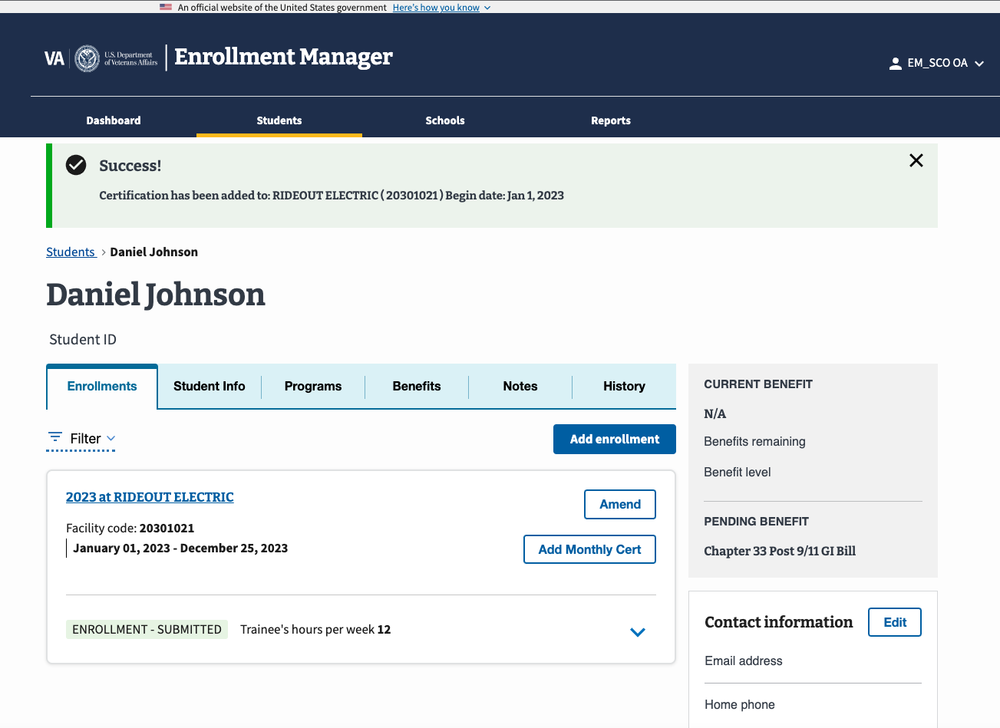 An official website of the United States government Here's how you know
VA U.S. Department of Veterans Affairs Enrollment Manager
EM_SCO OA
Dashboard Students Schools Reports
Success!
Certification has been added to: RIDEOUT ELECTRIC ( 20301021 ) Begin date: Jan 1, 2023
Students > Daniel Johnson
Daniel Johnson
Student ID
Enrollments Student Info Programs Benefits Notes History
Filter Add enrollment
2023 at RIDEOUT ELECTRIC Amend
Facility code: 20301021
January 01, 2023 - December 25, 2023 Add Monthly Cert
ENROLLMENT - SUBMITTED Trainee's hours per week 12
CURRENT BENEFIT
N/A
Benefits remaining
Benefit level
PENDING BENEFIT
Chapter 33 Post 9/11 GI Bill
Contact information Edit
Email address
Home phone